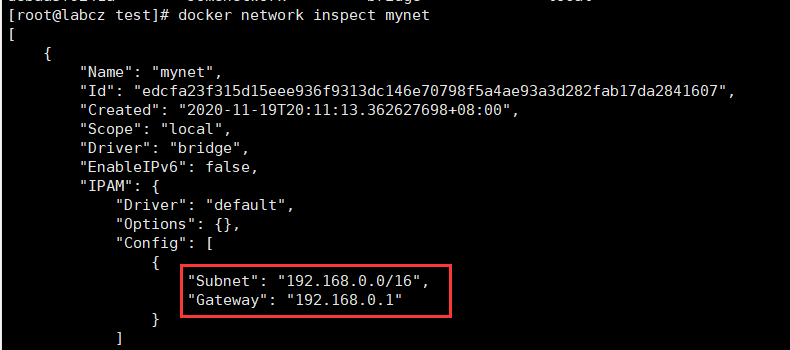 [root@labcz test]# docker network inspect mynet
[
    {
        "Name": "mynet",
        "Id": "edcfa23f315d15eee936f9313dc146e70798f5a4ae93a3d282fab17da2841607",
        "Created": "2020-11-19T20:11:13.362627698+08:00",
        "Scope": "local",
        "Driver": "bridge",
        "EnableIPv6": false,
        "IPAM": {
            "Driver": "default",
            "Options": {},
            "Config": [
                {
                    "Subnet": "192.168.0.0/16",
                    "Gateway": "192.168.0.1"
                }
            ]